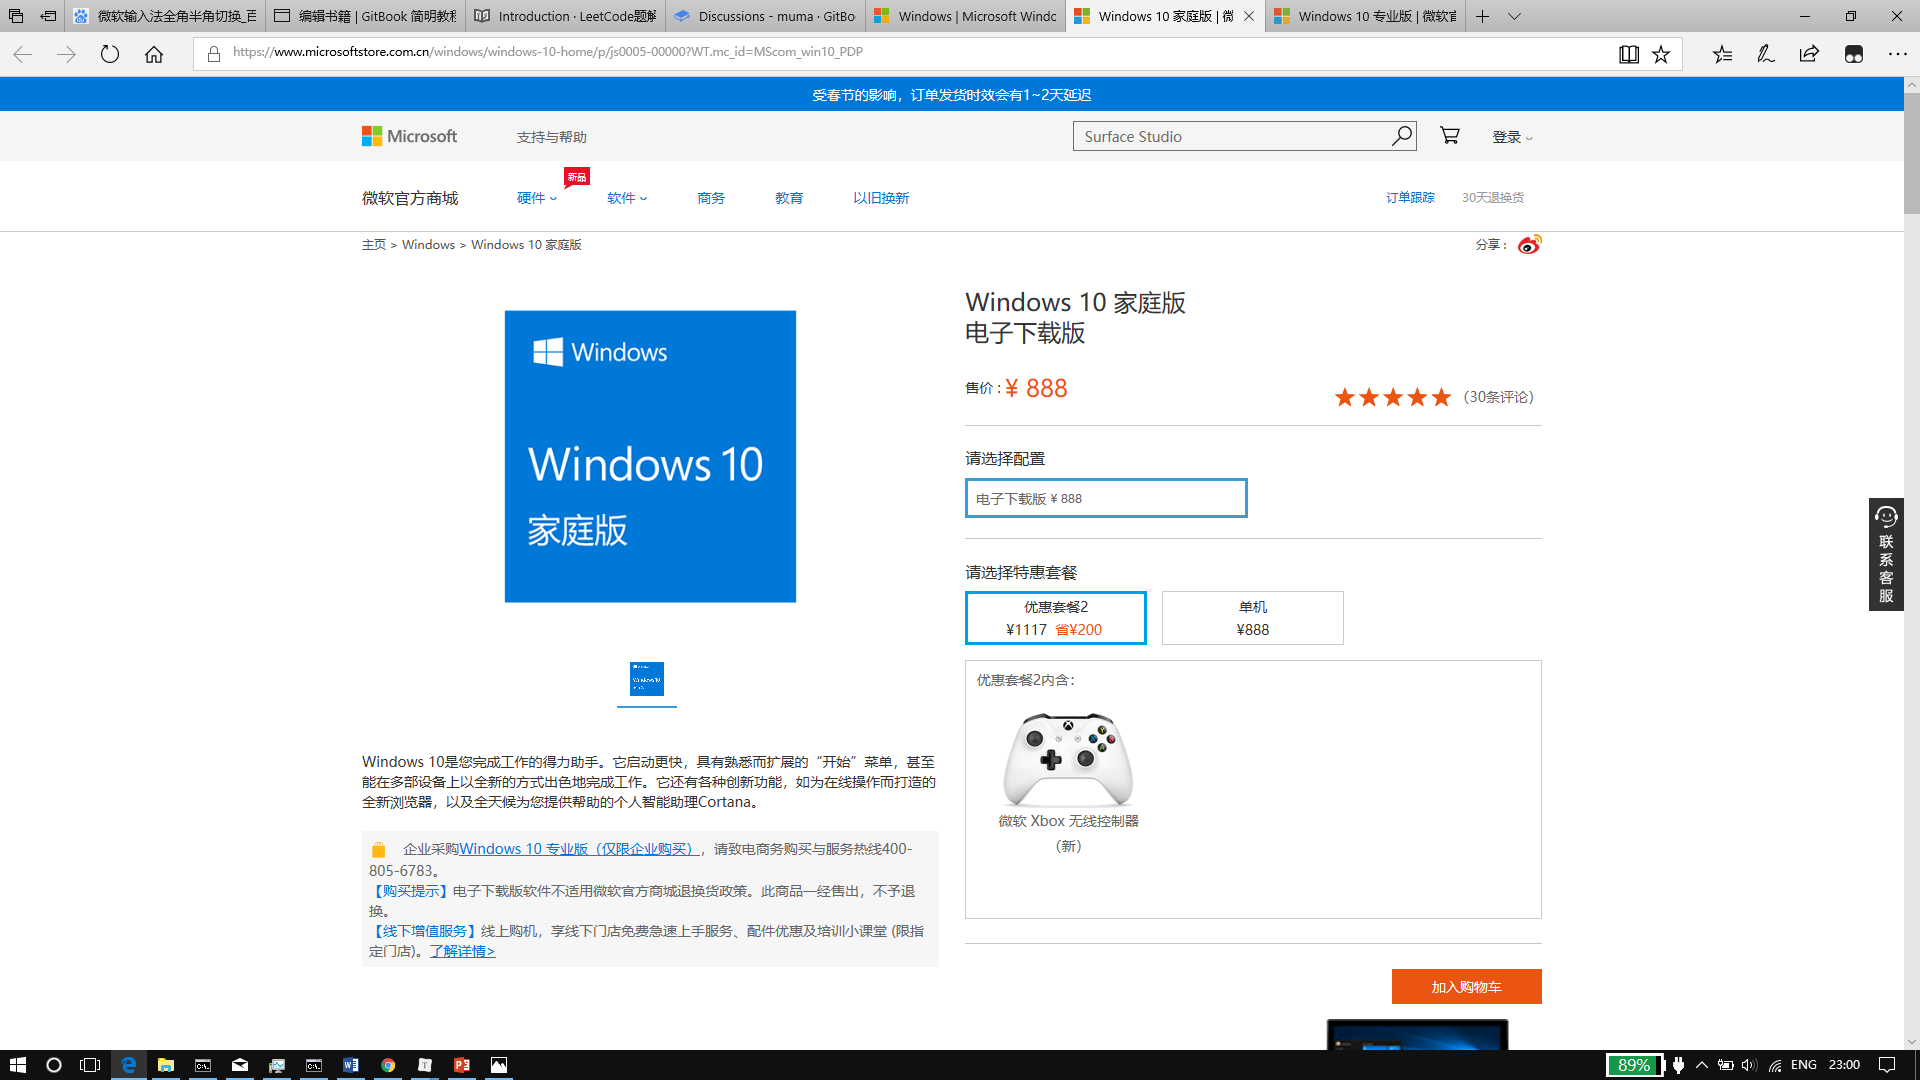 微软输入法全角半角切换_百
编辑书籍 | GitBook 简明教程
Introduction · LeetCode题解
Discussions - muma · GitBo
Windows | Microsoft Windo
Windows 10 家庭版 | 微
Windows 10 专业版 | 微软官
https://www.microsoftstore.com.cn/windows/windows-10-home/p/js0005-00000?WT.mc_id=MScom_win10_PDP
受春节的影响，订单发货时效会有1~2天延迟
Microsoft 支持与帮助 Surface Studio 登录
新品
微软官方商城 硬件 软件 商务 教育 以旧换新 订单跟踪 30天退换货
主页 > Windows > Windows 10 家庭版 分享：
Windows
Windows 10
家庭版
Windows 10 家庭版
电子下载版
售价 : ¥ 888 （30条评论）
请选择配置
电子下载版 ¥ 888
请选择特惠套餐
优惠套餐2
¥1117 省¥200
单机
¥888
优惠套餐2内含：
微软 Xbox 无线控制器
（新）
Windows 10是您完成工作的得力助手。它启动更快，具有熟悉而扩展的“开始”菜单，甚至
能在多部设备上以全新的方式出色地完成工作。它还有各种创新功能，如为在线操作而打造的
全新浏览器，以及全天候为您提供帮助的个人智能助理Cortana。
企业采购Windows 10 专业版（仅限企业购买），请致电商务购买与服务热线400-
805-6783。
【购买提示】电子下载版软件不适用微软官方商城退换货政策。此商品一经售出，不予退
换。
【线下增值服务】线上购机，享线下门店免费急速上手服务、配件优惠及培训小课堂 (限指
定门店)。了解详情>
加入购物车
联系客服
89% ENG 23:00